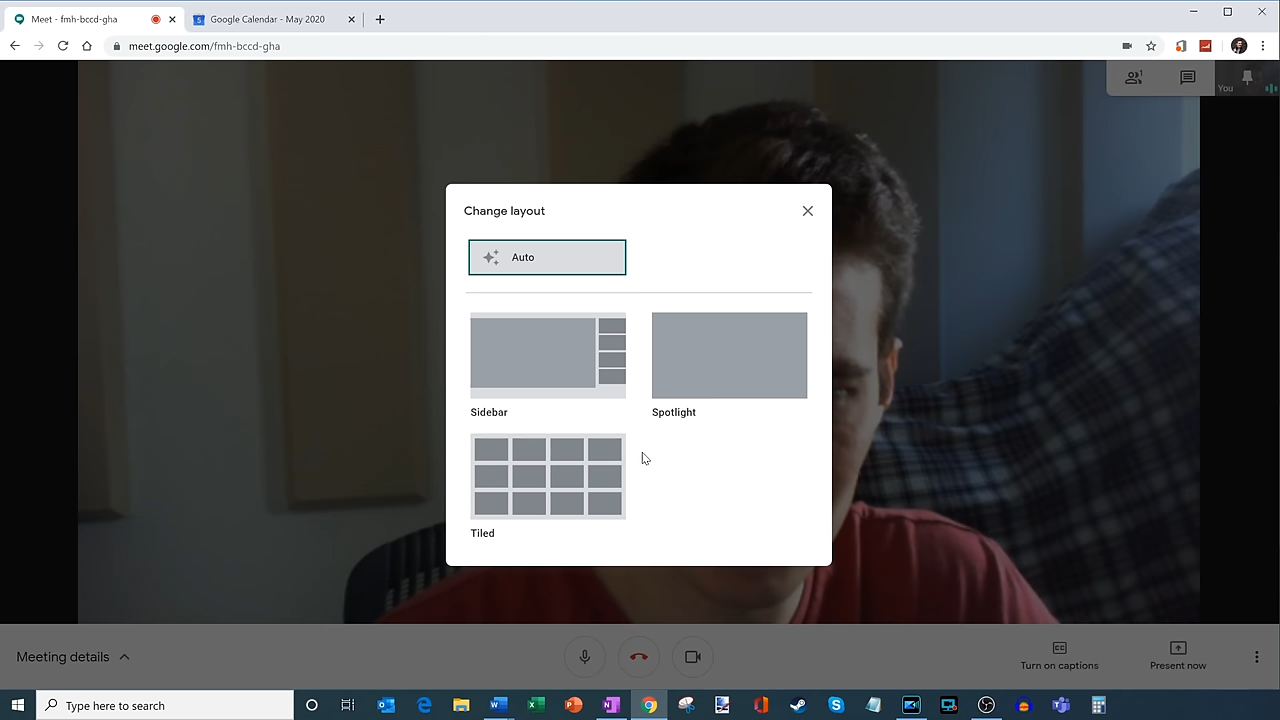 Meet - fmh-bccd-gha
Google Calendar - May 2020
meet.google.com/fmh-bccd-gha
1
You
Change layout
Auto
Sidebar
Spotlight
Tiled
Meeting details
Turn on captions
Present now
Type here to search